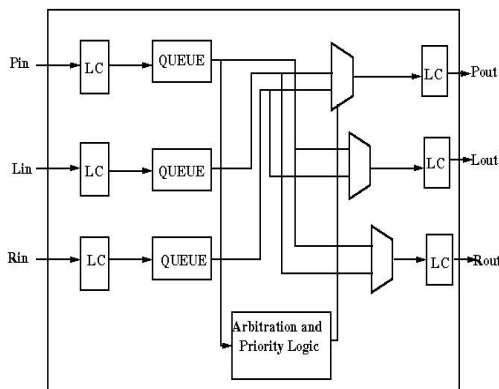 Pin
LC
QUEUE
LC
Pout
Lin
LC
QUEUE
LC
Lout
Rin
LC
QUEUE
LC
Rout
Arbitration and
Priority Logic